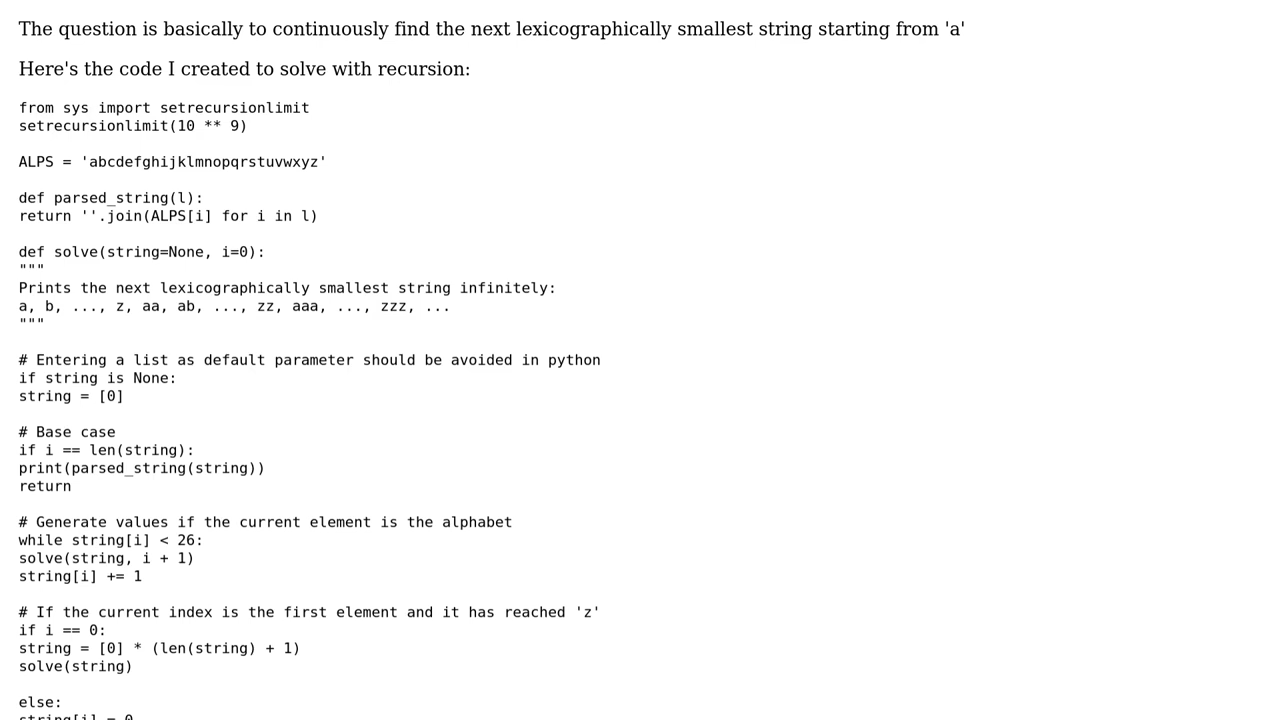 The question is basically to continuously find the next lexicographically smallest string starting from 'a'
Here's the code I created to solve with recursion:
from sys import setrecursionlimit
setrecursionlimit(10 ** 9)
ALPS = 'abcdefghijklmnopqrstuvwxyz'
def parsed_string(l):
return ''.join(ALPS[i] for i in l)
def solve(string=None, i=0):
"""
Prints the next lexicographically smallest string infinitely:
a, b, ..., z, aa, ab, ..., zz, aaa, ..., zzz, ...
"""
# Entering a list as default parameter should be avoided in python
if string is None:
string = [0]
# Base case
if i == len(string):
print(parsed_string(string))
return
# Generate values if the current element is the alphabet
while string[i] < 26:
solve(string, i + 1)
string[i] += 1
# If the current index is the first element and it has reached 'z'
if i == 0:
string = [0] * (len(string) + 1)
solve(string)
else:
string[i] = 0